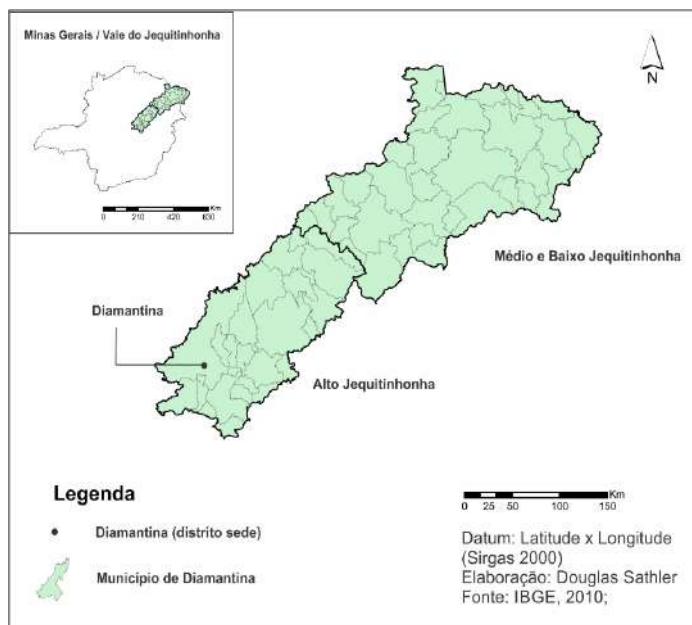 Minas Gerais / Vale do Jequitinhonha
N
Km
0 210 420 630
Médio e Baixo Jequitinhonha
Diamantina
Alto Jequitinhonha
Legenda
Diamantina (distrito sede)
Município de Diamantina
Km
0 25 50 100 150
Datum: Latitude x Longitude
(Sirgas 2000)
Elaboração: Douglas Sathler
Fonte: IBGE, 2010;